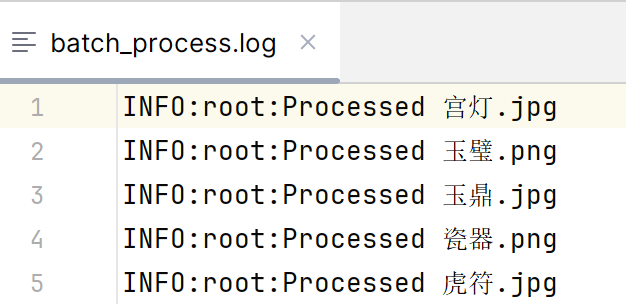 batch_process.log
1 INFO:root:Processed 宫灯.jpg
2 INFO:root:Processed 玉璧.png
3 INFO:root:Processed 玉鼎.jpg
4 INFO:root:Processed 瓷器.png
5 INFO:root:Processed 虎符.jpg